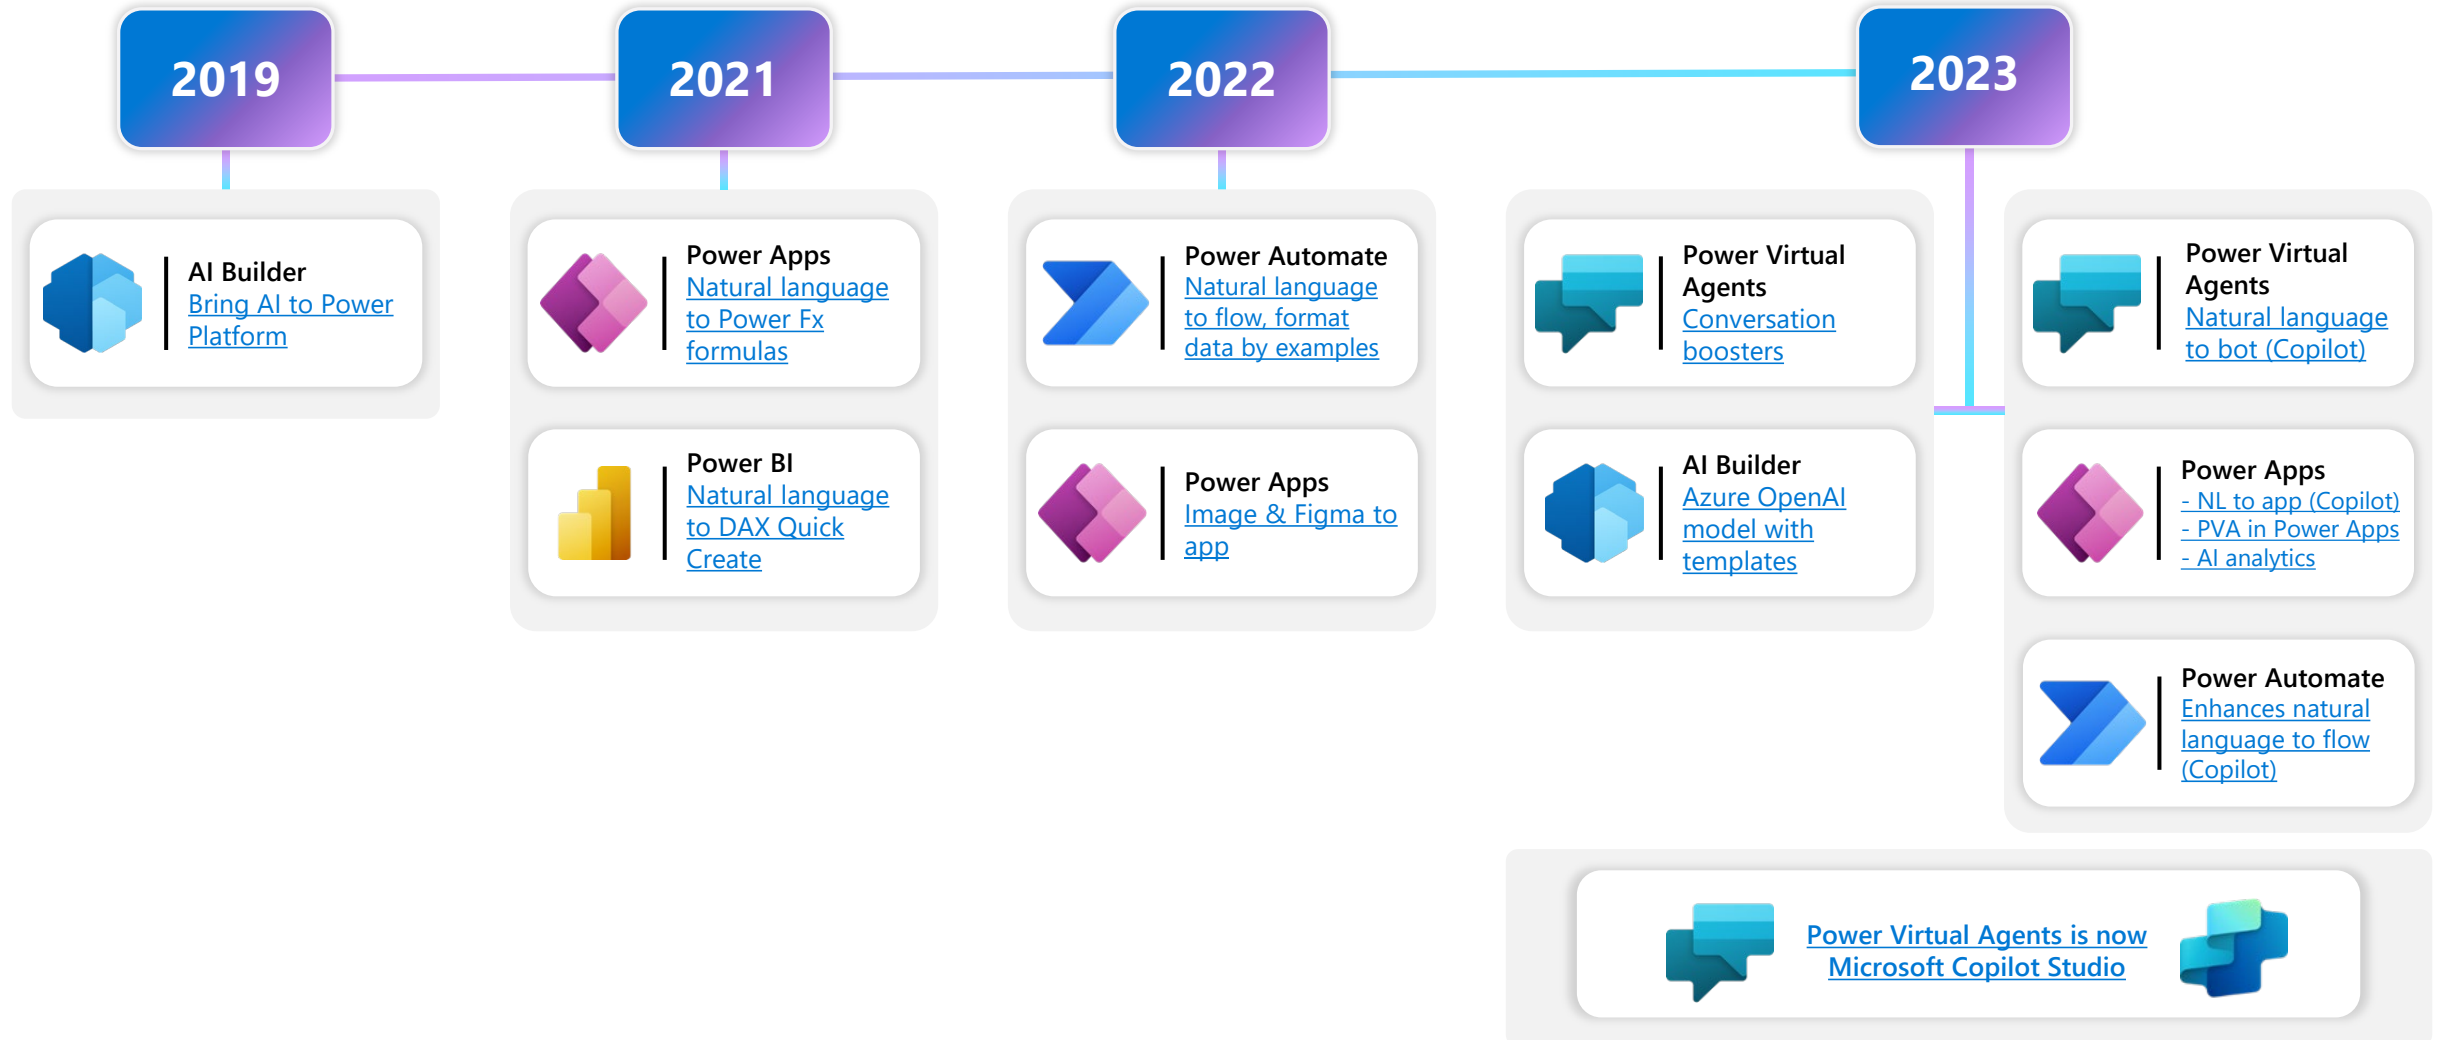 2019
2021
2022
2023
AI Builder
Bring AI to Power
Platform
Power Apps
Natural language
to Power Fx
formulas
Power BI
Natural language
to DAX Quick
Create
Power Automate
Natural language
to flow, format
data by examples
Power Apps
Image & Figma to
app
Power Virtual
Agents
Conversation
boosters
AI Builder
Azure OpenAI
model with
templates
Power Virtual
Agents
Natural language
to bot (Copilot)
Power Apps
- NL to app (Copilot)
- PVA in Power Apps
- AI analytics
Power Automate
Enhances natural
language to flow
(Copilot)
Power Virtual Agents is now
Microsoft Copilot Studio